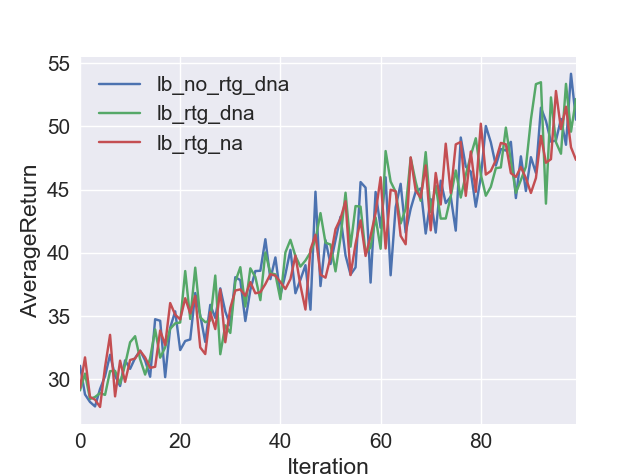 55
50
45
40
35
30
AverageReturn
lb_no_rtg_dna
lb_rtg_dna
lb_rtg_na
0 20 40 60 80
Iteration